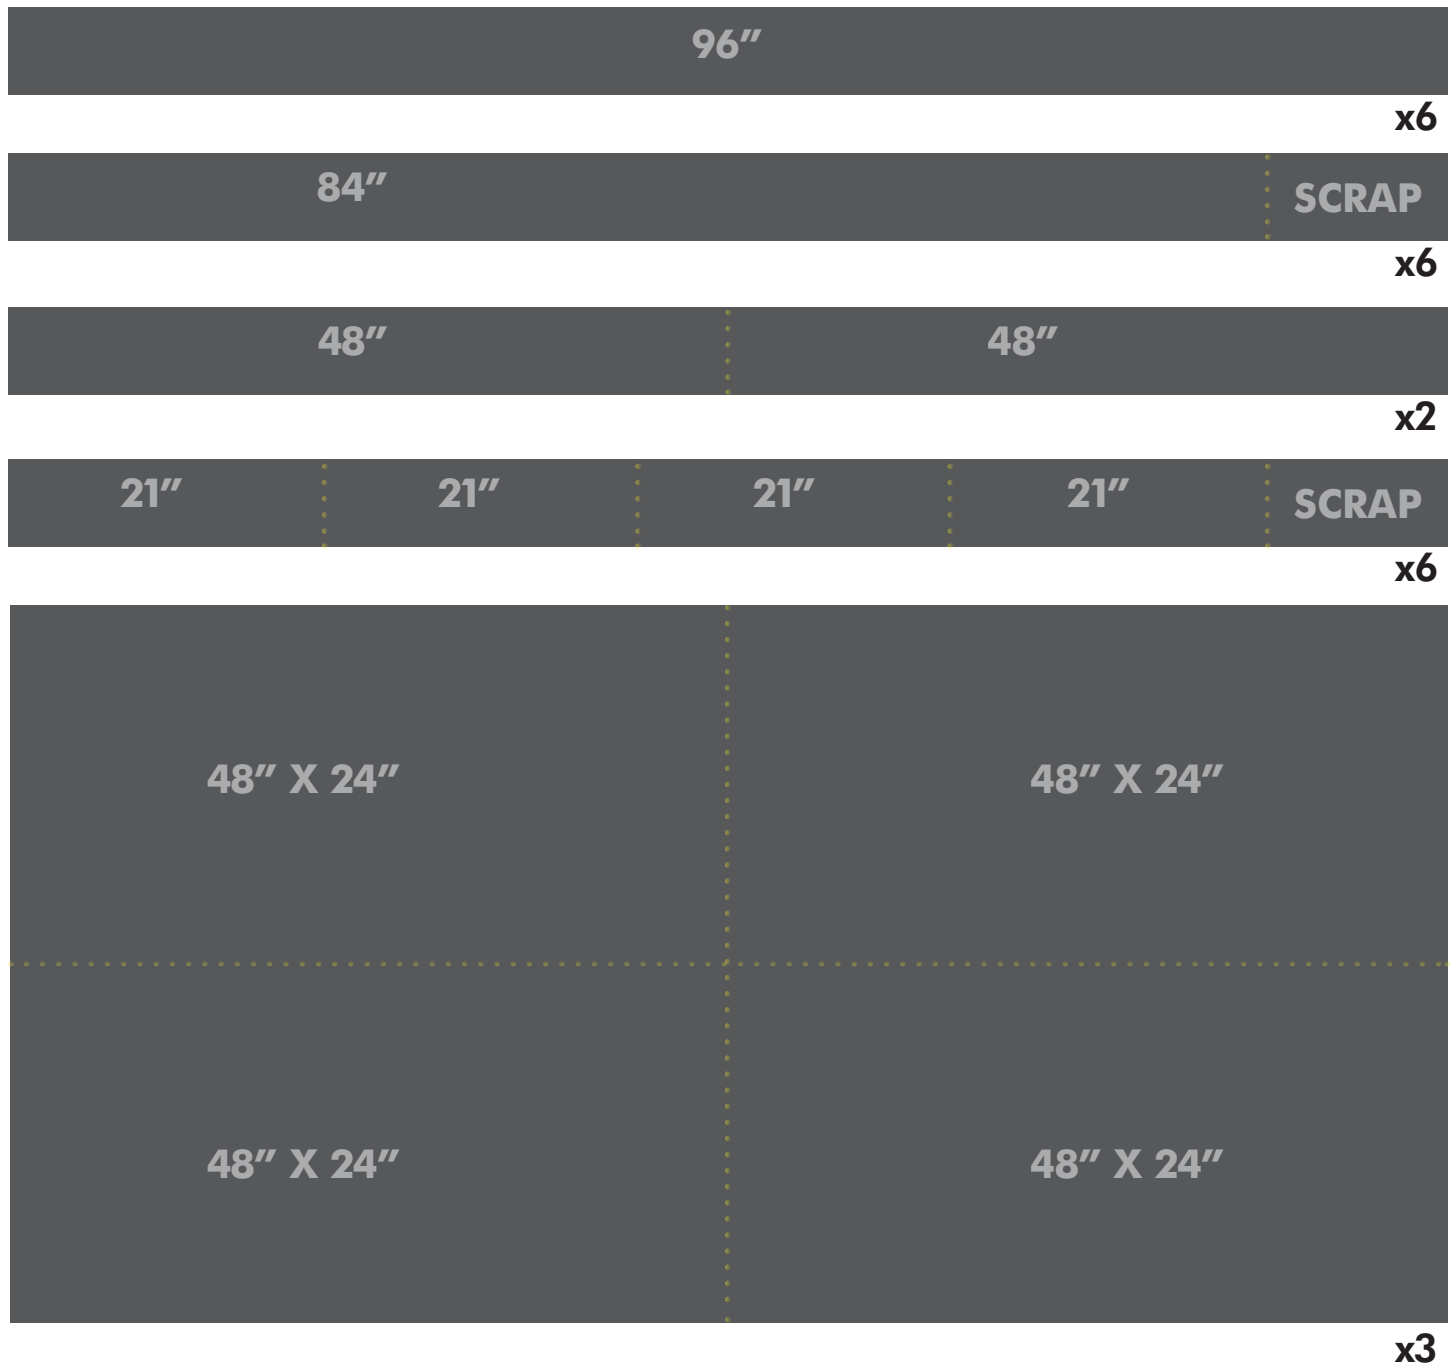 96”
x6
84” SCRAP
x6
48” 48”
x2
21” 21” 21” 21” SCRAP
x6
48” X 24” 48” X 24”
48” X 24” 48” X 24”
x3